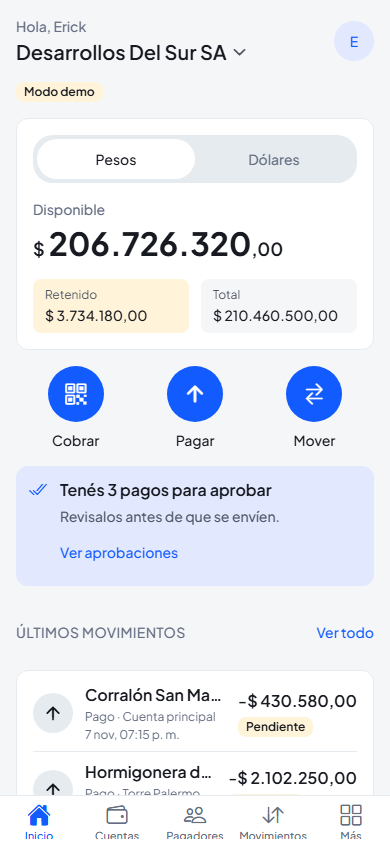 Hola, Erick
Desarrollos Del Sur SA
E
Modo demo
Pesos
Dólares
Disponible
$ 206.726.320,00
Retenido
$ 3.734.180,00
Total
$ 210.460.500,00
Cobrar
Pagar
Mover
Tenés 3 pagos para aprobar
Revisalos antes de que se envíen.
Ver aprobaciones
ÚLTIMOS MOVIMIENTOS
Ver todo
Corralón San Ma...
-$ 430.580,00
Pago · Cuenta principal
7 nov, 07:15 p. m.
Pendiente
Hormigonera d...
-$ 2.102.250,00
Pago · Torre Palermo
Inicio
Cuentas
Pagadores
Movimientos
Más